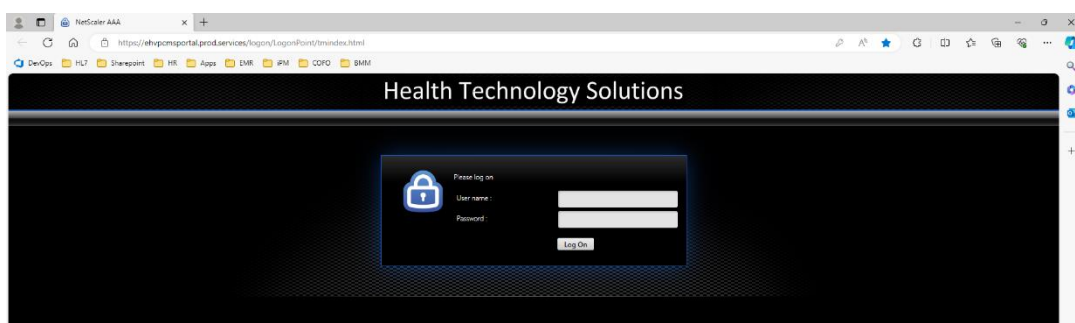 NetScaler AAA
https://ehvpcmsportal.prod.services/logon/LogonPoint/tmindex.html
DevOps HL7 Sharepoint HR Apps EMR iPM COFO BMM
Health Technology Solutions
Please log on
User name :
Password :
Log On